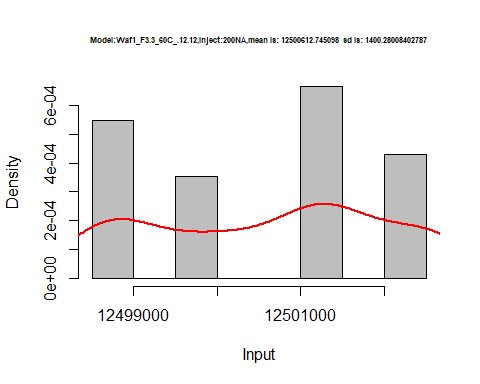 Model:Waf1_F3.3_60C_.12.12,Inject:200NA,mean is: 12500612.745098 sd is: 1400.28008402787
6e-04
4e-04
2e-04
0e+00
Density
12499000 12501000
Input